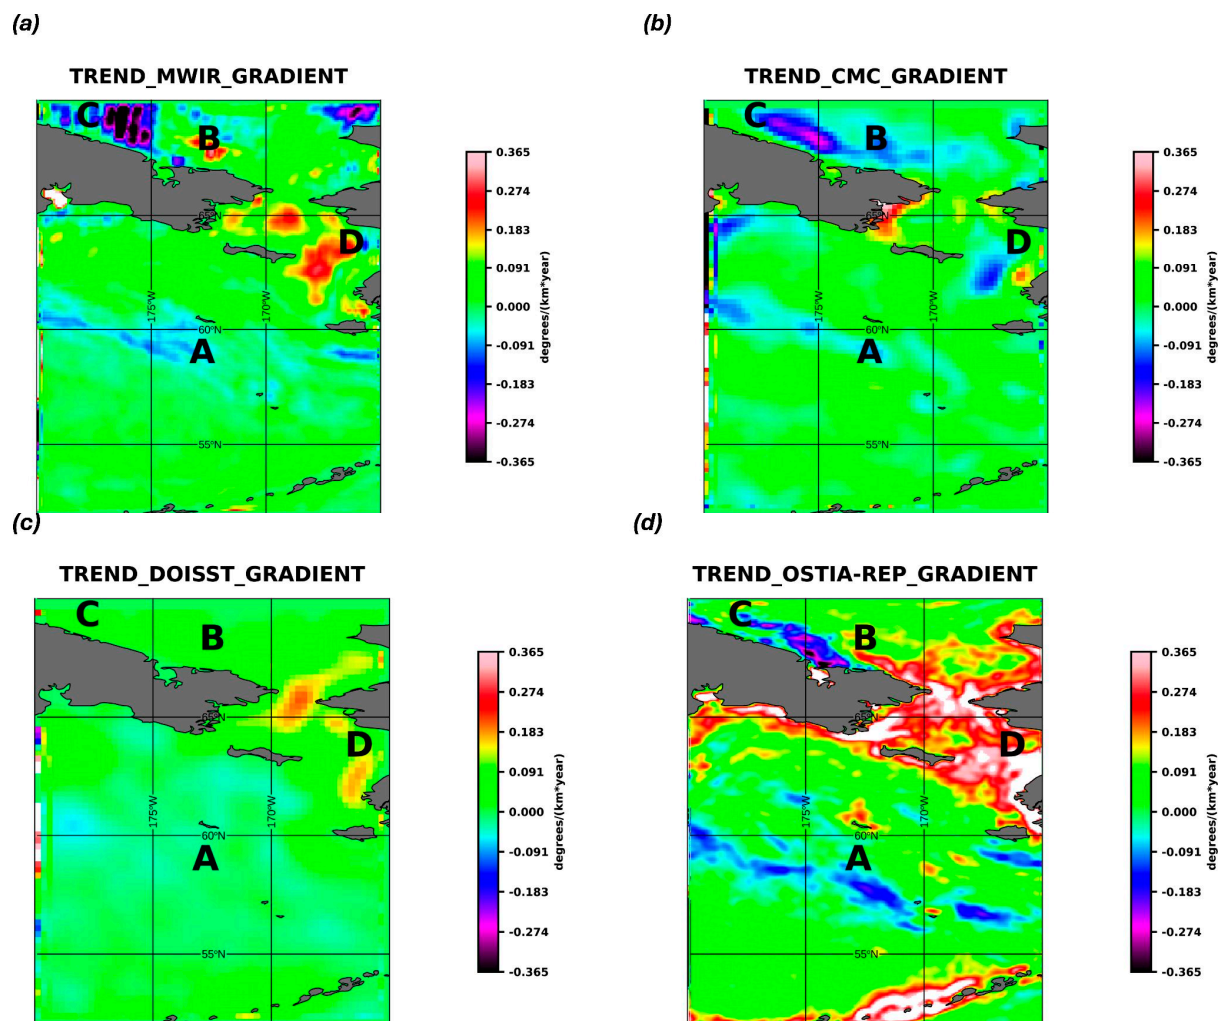 (a)
(b)
TREND_MWIR_GRADIENT
TREND_CMC_GRADIENT
C
B
D
A
175°W
170°W
65°N
60°N
55°N
0.365
0.274
0.183
0.091
0.000
-0.091
-0.183
-0.274
-0.365
degrees/(km*year)
C
B
D
A
175°W
170°W
65°N
60°N
55°N
0.365
0.274
0.183
0.091
0.000
-0.091
-0.183
-0.274
-0.365
degrees/(km*year)
(c)
(d)
TREND_DOISST_GRADIENT
TREND_OSTIA-REP_GRADIENT
C
B
D
A
175°W
170°W
65°N
60°N
55°N
0.365
0.274
0.183
0.091
0.000
-0.091
-0.183
-0.274
-0.365
degrees/(km*year)
C
B
D
A
175°W
170°W
65°N
60°N
55°N
0.365
0.274
0.183
0.091
0.000
-0.091
-0.183
-0.274
-0.365
degrees/(km*year)